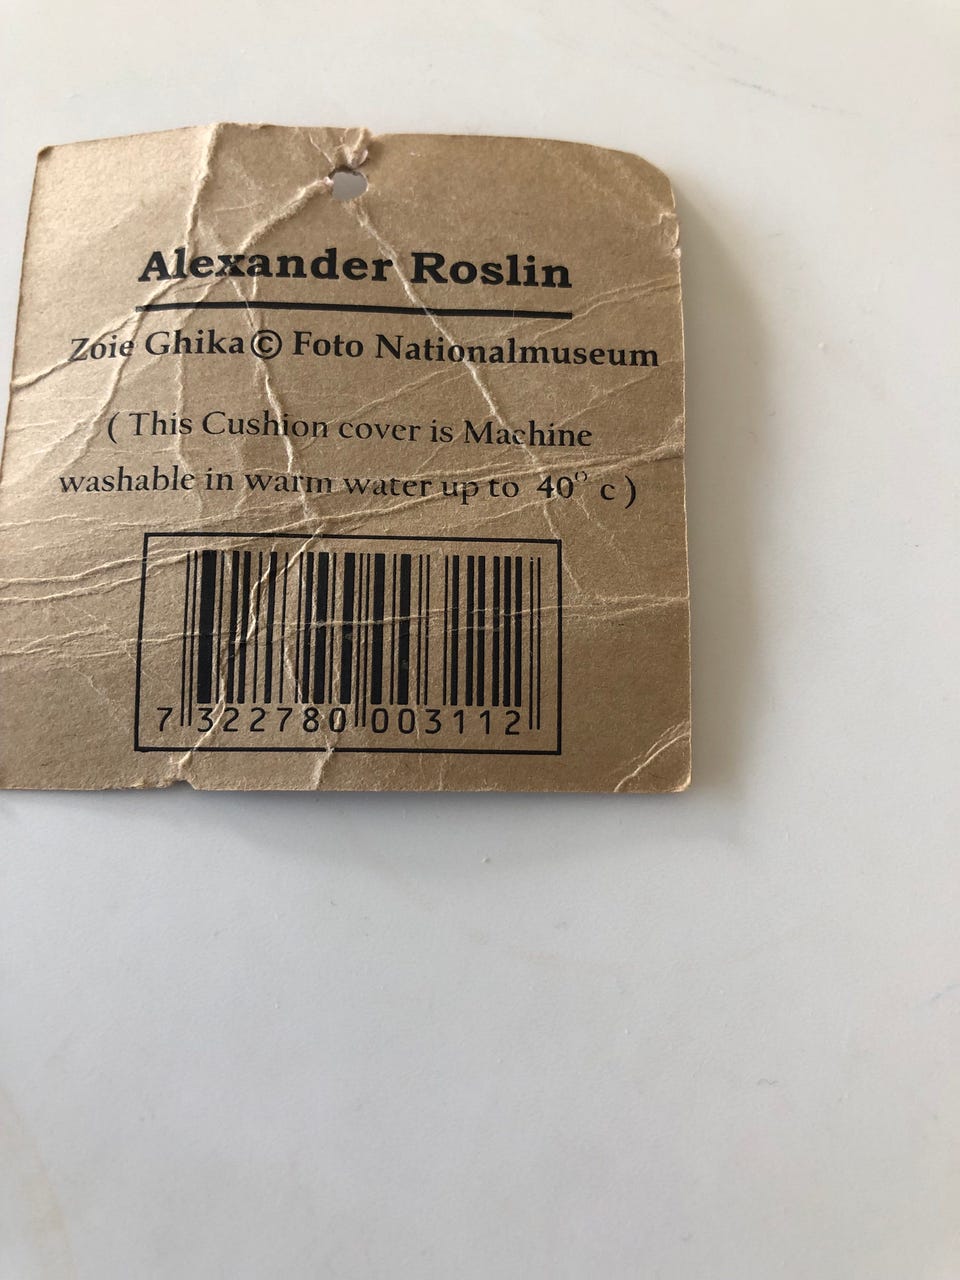 Alexander Roslin
Zoie Ghika © Foto Nationalmuseum
( This Cushion cover is Machine
washable in warm water up to 40° c )
7 322780 003112